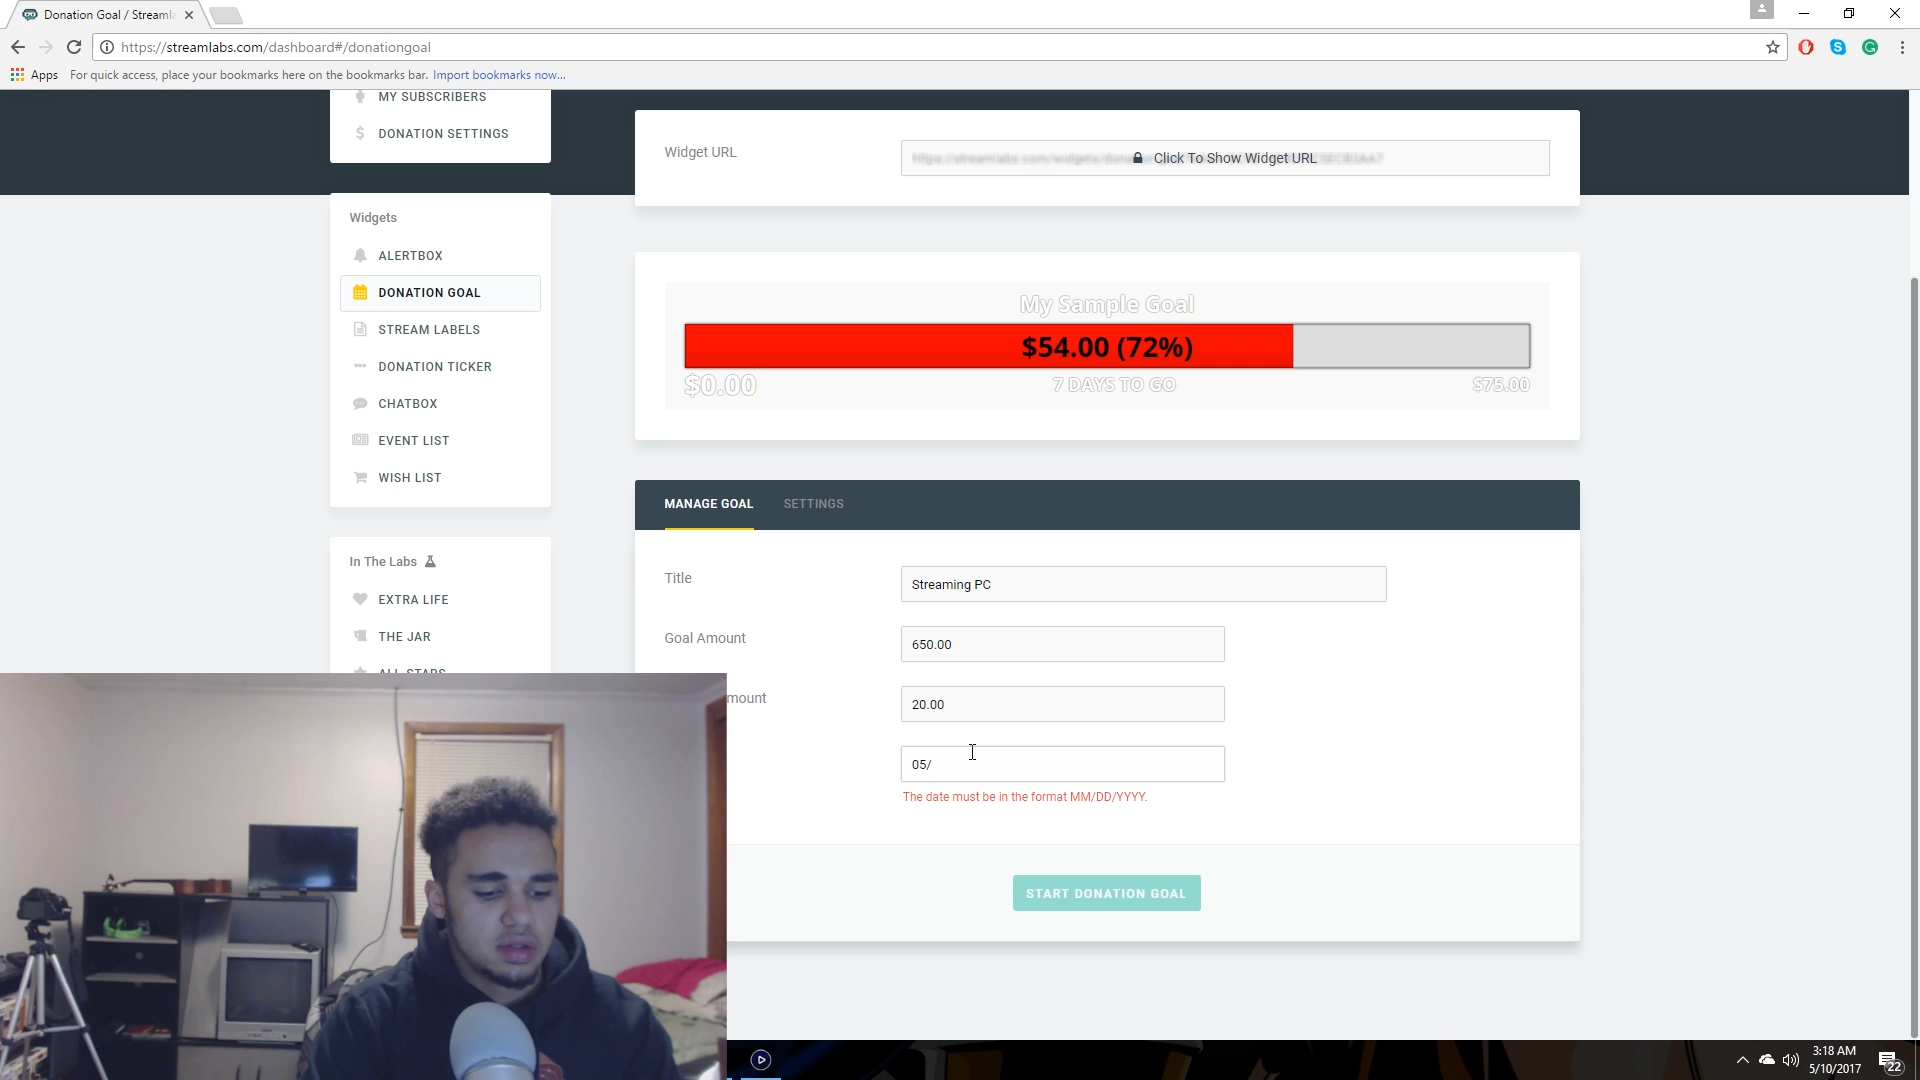 Donation Goal / Streamla
https://streamlabs.com/dashboard#/donationgoal
Apps
For quick access, place your bookmarks here on the bookmarks bar. Import bookmarks now...
MY SUBSCRIBERS
DONATION SETTINGS
Widgets
ALERTBOX
DONATION GOAL
STREAM LABELS
DONATION TICKER
CHATBOX
EVENT LIST
WISH LIST
In The Labs
EXTRA LIFE
THE JAR
ALL STARS
Widget URL
Click To Show Widget URL
My Sample Goal
$54.00 (72%)
$0.00
7 DAYS TO GO
$75.00
MANAGE GOAL
SETTINGS
Title
Streaming PC
Goal Amount
650.00
mount
20.00
05/
The date must be in the format MM/DD/YYYY.
START DONATION GOAL
3:18 AM
5/10/2017
22